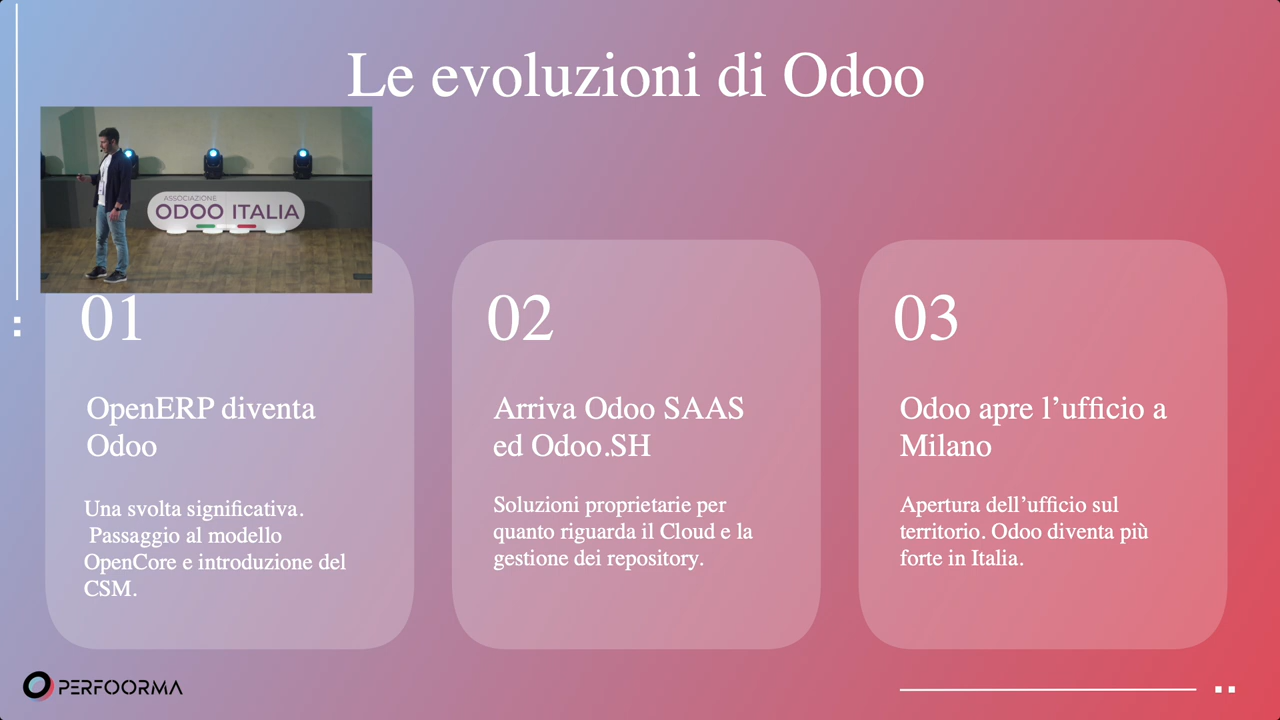 Le evoluzioni di Odoo
ASSOCIAZIONE
ODOO ITALIA
01
OpenERP diventa
Odoo
Una svolta significativa.
Passaggio al modello
OpenCore e introduzione del
CSM.
02
Arriva Odoo SAAS
ed Odoo.SH
Soluzioni proprietarie per
quanto riguarda il Cloud e la
gestione dei repository.
03
Odoo apre l’ufficio a
Milano
Apertura dell’ufficio sul
territorio. Odoo diventa più
forte in Italia.
PERFOORMA